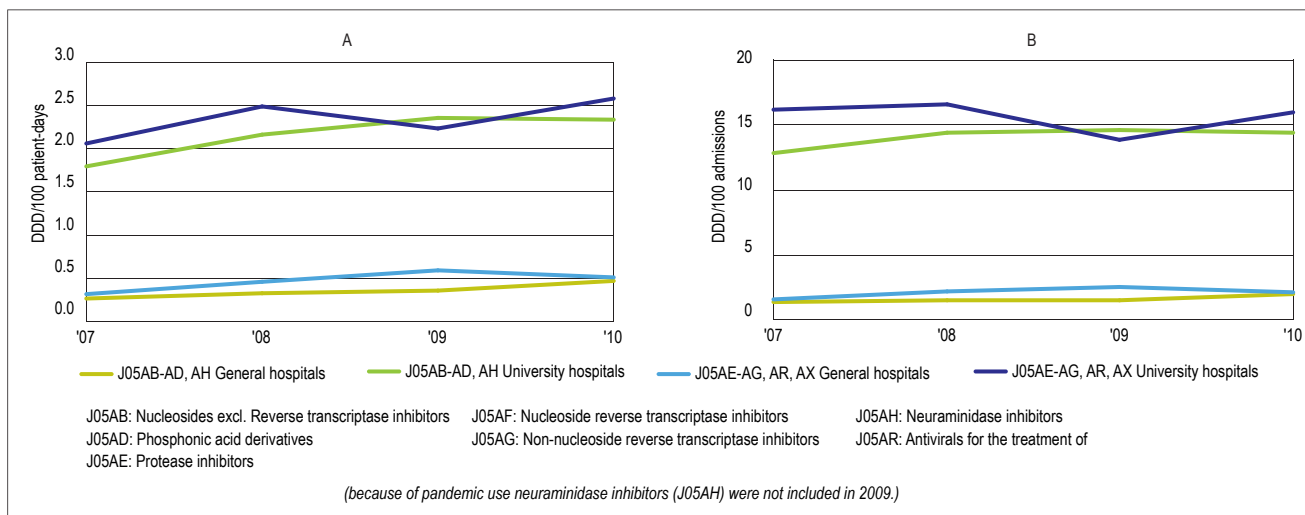 A
DDD/100 patient-days
3.0
2.5
2.0
1.5
1.0
0.5
0.0
'07 '08 '09 '10
B
DDD/100 admissions
20
15
10
5
0
'07 '08 '09 '10
J05AB-AD, AH General hospitals J05AB-AD, AH University hospitals J05AE-AG, AR, AX General hospitals J05AE-AG, AR, AX University hospitals
J05AB: Nucleosides excl. Reverse transcriptase inhibitors J05AF: Nucleoside reverse transcriptase inhibitors J05AH: Neuraminidase inhibitors
J05AD: Phosphonic acid derivatives J05AG: Non-nucleoside reverse transcriptase inhibitors J05AR: Antivirals for the treatment of
J05AE: Protease inhibitors
(because of pandemic use neuraminidase inhibitors (J05AH) were not included in 2009.)